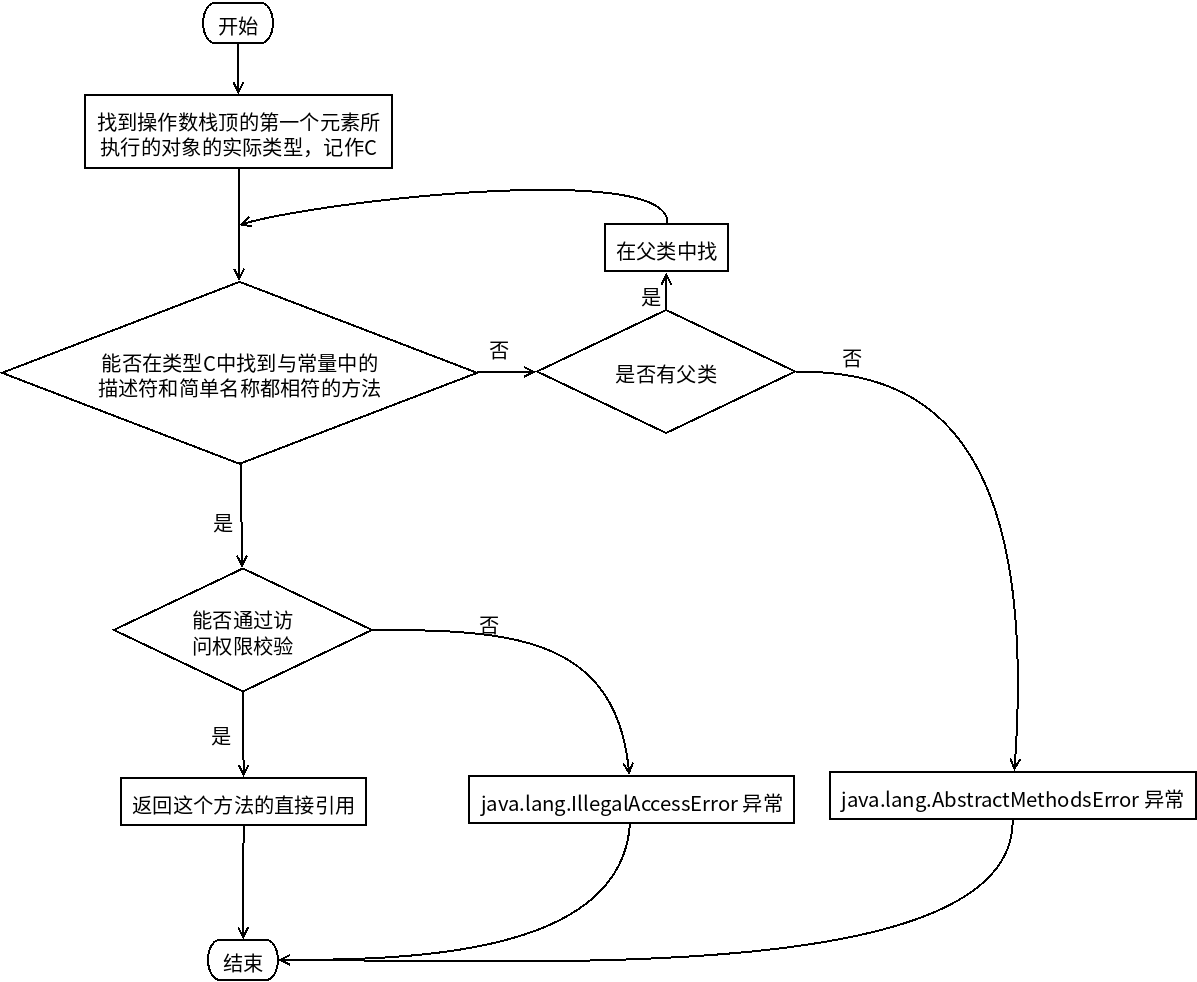 开始
找到操作数栈顶的第一个元素所
执行的对象的实际类型，记作C
在父类中找
是
能否在类型C中找到与常量中的
描述符和简单名称都相符的方法
否
是否有父类
否
是
能否通过访
问权限校验
否
是
返回这个方法的直接引用
java.lang.IllegalAccessError 异常
java.lang.AbstractMethodsError 异常
结束